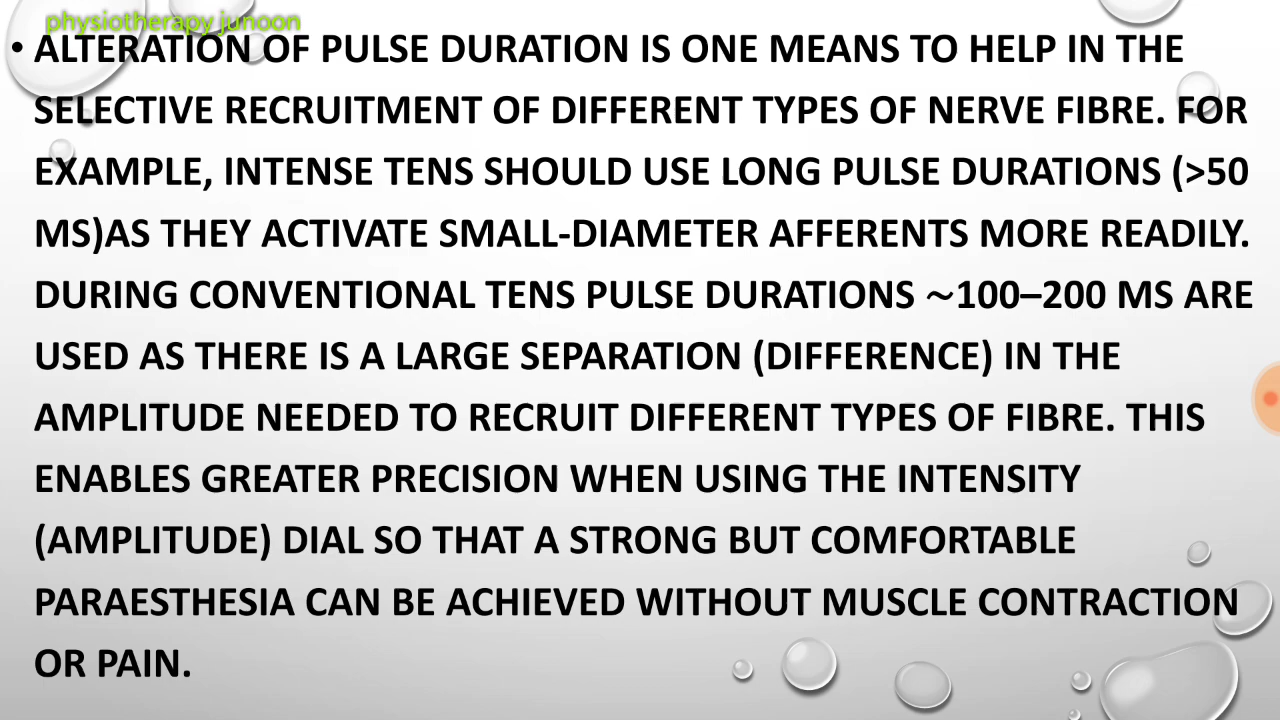 physiotherapy junoon
• ALTERATION OF PULSE DURATION IS ONE MEANS TO HELP IN THE
SELECTIVE RECRUITMENT OF DIFFERENT TYPES OF NERVE FIBRE. FOR
EXAMPLE, INTENSE TENS SHOULD USE LONG PULSE DURATIONS (>50
MS)AS THEY ACTIVATE SMALL-DIAMETER AFFERENTS MORE READILY.
DURING CONVENTIONAL TENS PULSE DURATIONS ∼100–200 MS ARE
USED AS THERE IS A LARGE SEPARATION (DIFFERENCE) IN THE
AMPLITUDE NEEDED TO RECRUIT DIFFERENT TYPES OF FIBRE. THIS
ENABLES GREATER PRECISION WHEN USING THE INTENSITY
(AMPLITUDE) DIAL SO THAT A STRONG BUT COMFORTABLE
PARAESTHESIA CAN BE ACHIEVED WITHOUT MUSCLE CONTRACTION
OR PAIN.